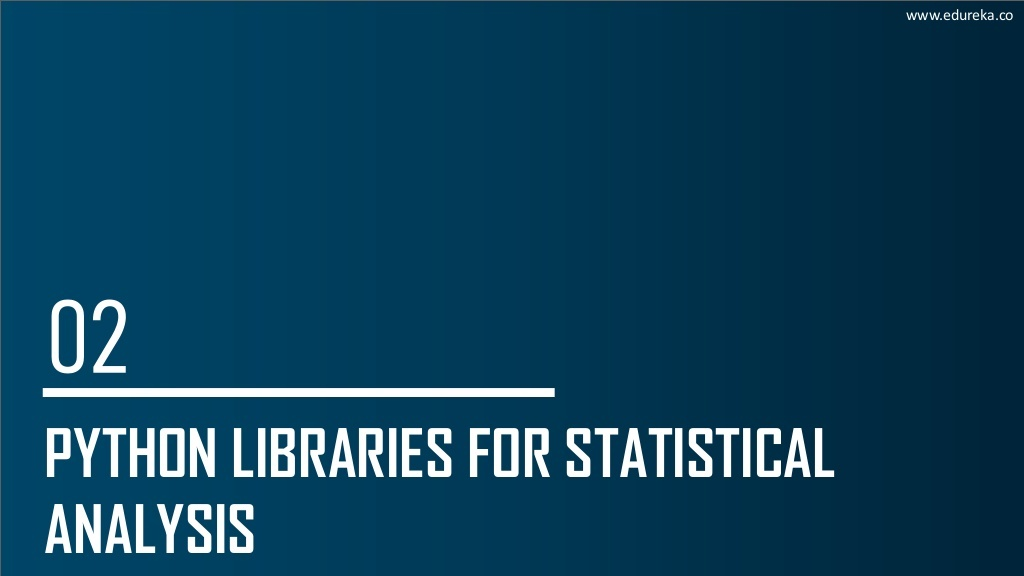 www.edureka.co
02
PYTHON LIBRARIES FOR STATISTICAL
ANALYSIS